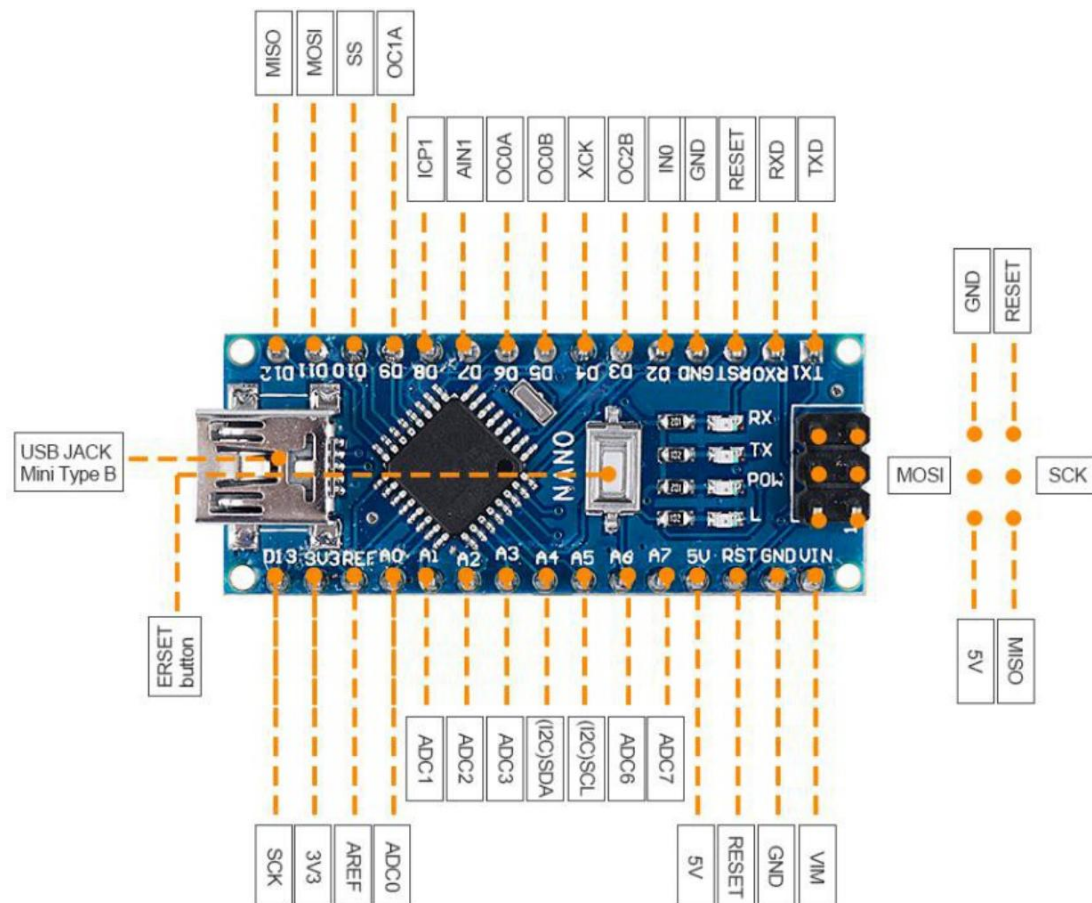 MISO
MOSI
SS
OC1A
ICP1
AIN1
OC0A
OC0B
XCK
OC2B
IN0
GND
RESET
RXD
TXD
D12
D11
D10
D9
D8
D7
D6
D5
D4
D3
D2
GND
RST
RX0
TX1
USB JACK
Mini Type B
NANO
RX
TX
POW
L
1
GND
RESET
MOSI
SCK
5V
MISO
D13
3V3
REF
A0
A1
A2
A3
A4
A5
A6
A7
5V
RST
GND
VIN
ERSET
button
ADC1
ADC2
ADC3
(I2C)SDA
(I2C)SCL
ADC6
ADC7
SCK
3V3
AREF
ADC0
5V
RESET
GND
VIM